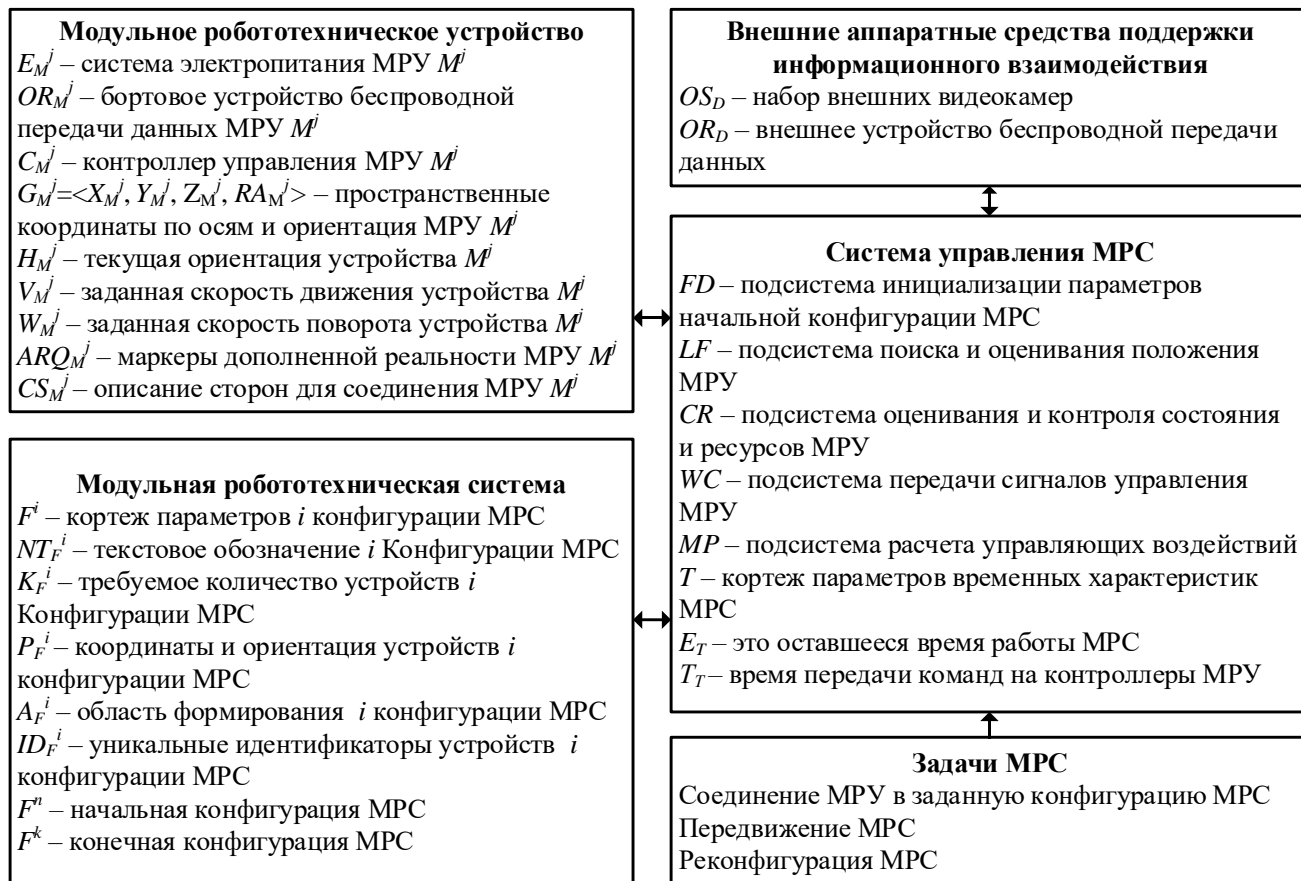 Модульное робототехническое устройство
E_M^j – система электропитания МРУ M^j
OR_M^j – бортовое устройство беспроводной
передачи данных МРУ M^j
C_M^j – контроллер управления МРУ M^j
G_M^j=<X_M^j, Y_M^j, Z_M^j, RA_M^j> – пространственные
координаты по осям и ориентация МРУ M^j
H_M^j – текущая ориентация устройства M^j
V_M^j – заданная скорость движения устройства M^j
W_M^j – заданная скорость поворота устройства M^j
ARQ_M^j – маркеры дополненной реальности МРУ M^j
CS_M^j – описание сторон для соединения МРУ M^j
Модульная робототехническая система
F^i – кортеж параметров i конфигурации МРС
NT_F^i – текстовое обозначение i Конфигурации МРС
K_F^i – требуемое количество устройств i
Конфигурации МРС
P_F^i – координаты и ориентация устройств i
конфигурации МРС
A_F^i – область формирования i конфигурации МРС
ID_F^i – уникальные идентификаторы устройств i
конфигурации МРС
F^n – начальная конфигурация МРС
F^k – конечная конфигурация МРС
Внешние аппаратные средства поддержки
информационного взаимодействия
OS_D – набор внешних видеокамер
OR_D – внешнее устройство беспроводной передачи
данных
Система управления МРС
FD – подсистема инициализации параметров
начальной конфигурации МРС
LF – подсистема поиска и оценивания положения
МРУ
CR – подсистема оценивания и контроля состояния
и ресурсов МРУ
WC – подсистема передачи сигналов управления
МРУ
MP – подсистема расчета управляющих воздействий
T – кортеж параметров временных характеристик
МРС
E_T – это оставшееся время работы МРС
T_T – время передачи команд на контроллеры МРУ
Задачи МРС
Соединение МРУ в заданную конфигурацию МРС
Передвижение МРС
Реконфигурация МРС